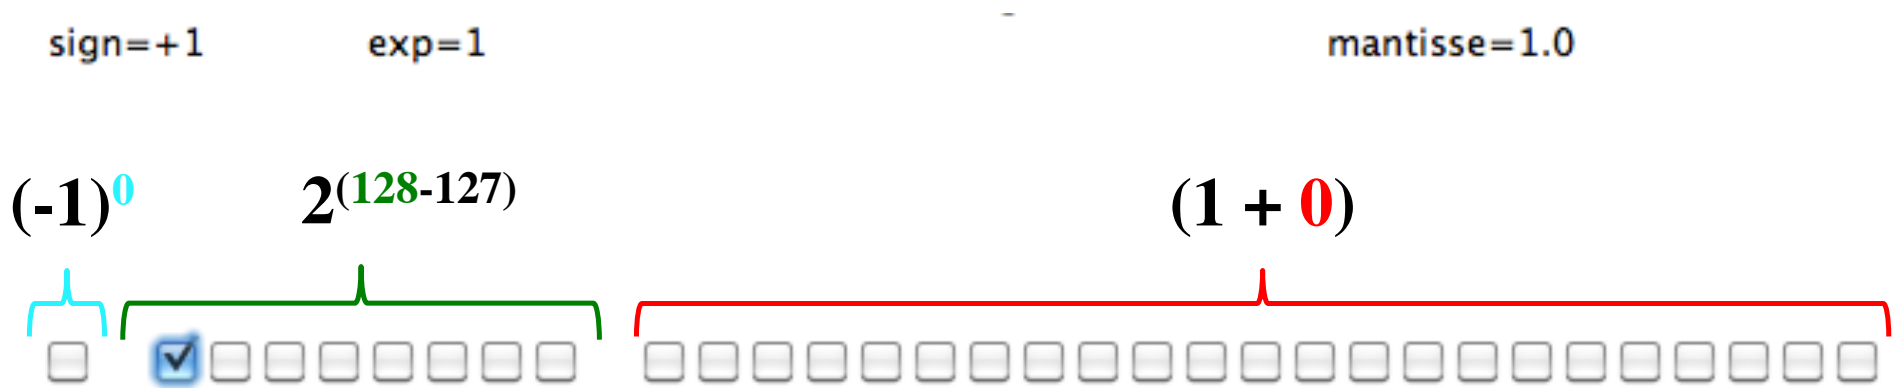 sign=+1 exp=1 mantisse=1.0
(-1)0 2(128-127) (1 + 0)